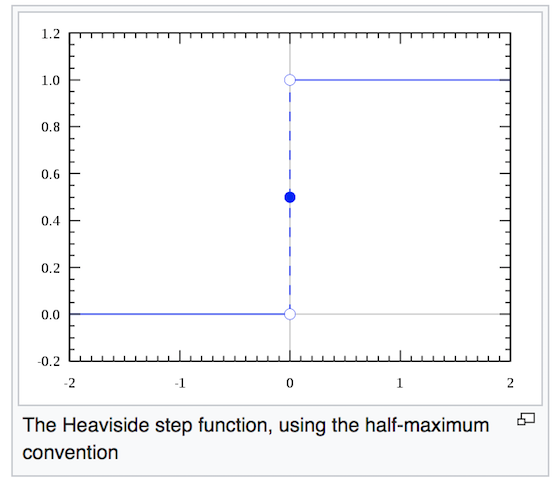 1.2
1.0
0.8
0.6
0.4
0.2
0.0
-0.2
-2 -1 0 1 2
The Heaviside step function, using the half-maximum
convention